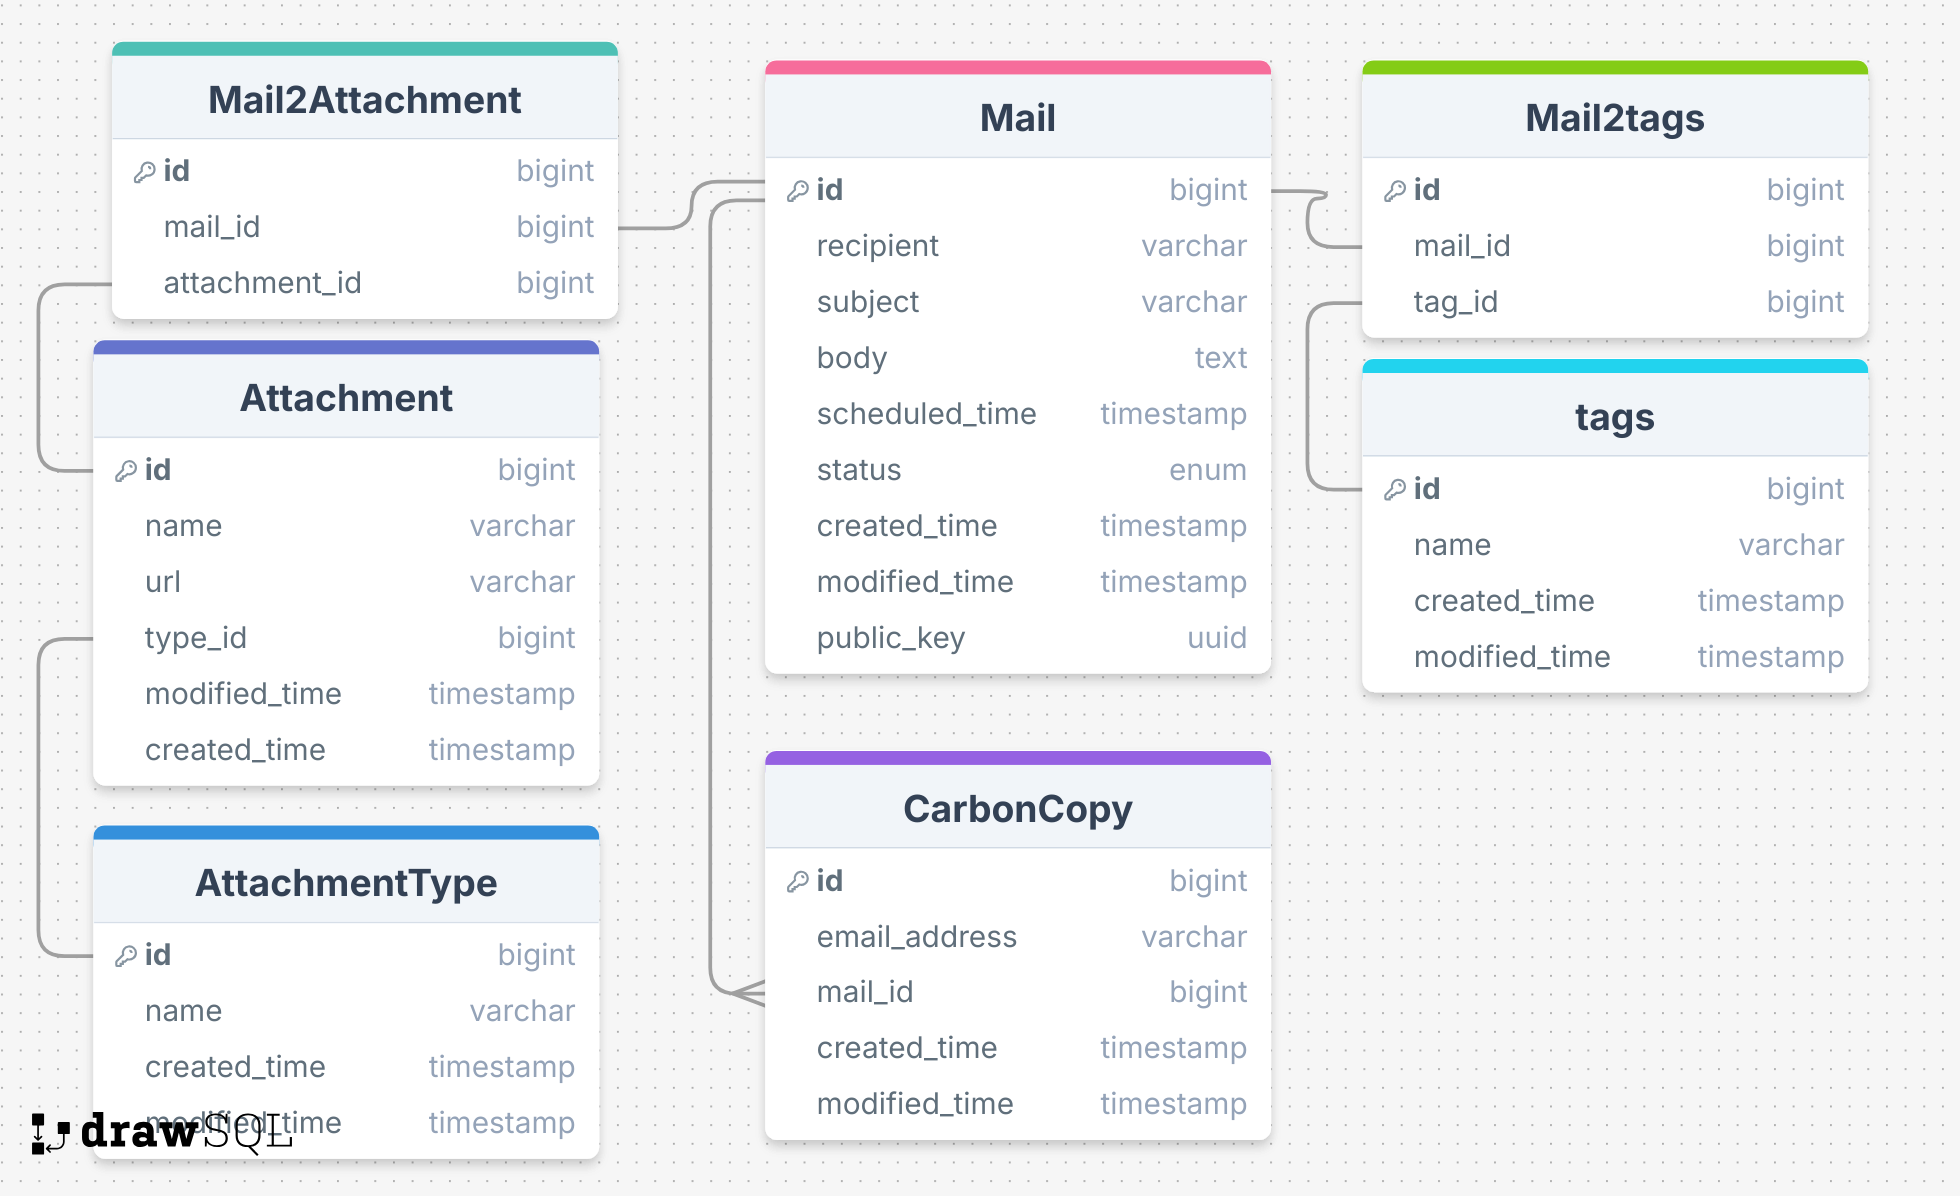 Mail2Attachment
id bigint
mail_id bigint
attachment_id bigint
Attachment
id bigint
name varchar
url varchar
type_id bigint
modified_time timestamp
created_time timestamp
AttachmentType
id bigint
name varchar
created_time timestamp
modified_time timestamp
drawSQL
Mail
id bigint
recipient varchar
subject varchar
body text
scheduled_time timestamp
status enum
created_time timestamp
modified_time timestamp
public_key uuid
CarbonCopy
id bigint
email_address varchar
mail_id bigint
created_time timestamp
modified_time timestamp
Mail2tags
id bigint
mail_id bigint
tag_id bigint
tags
id bigint
name varchar
created_time timestamp
modified_time timestamp